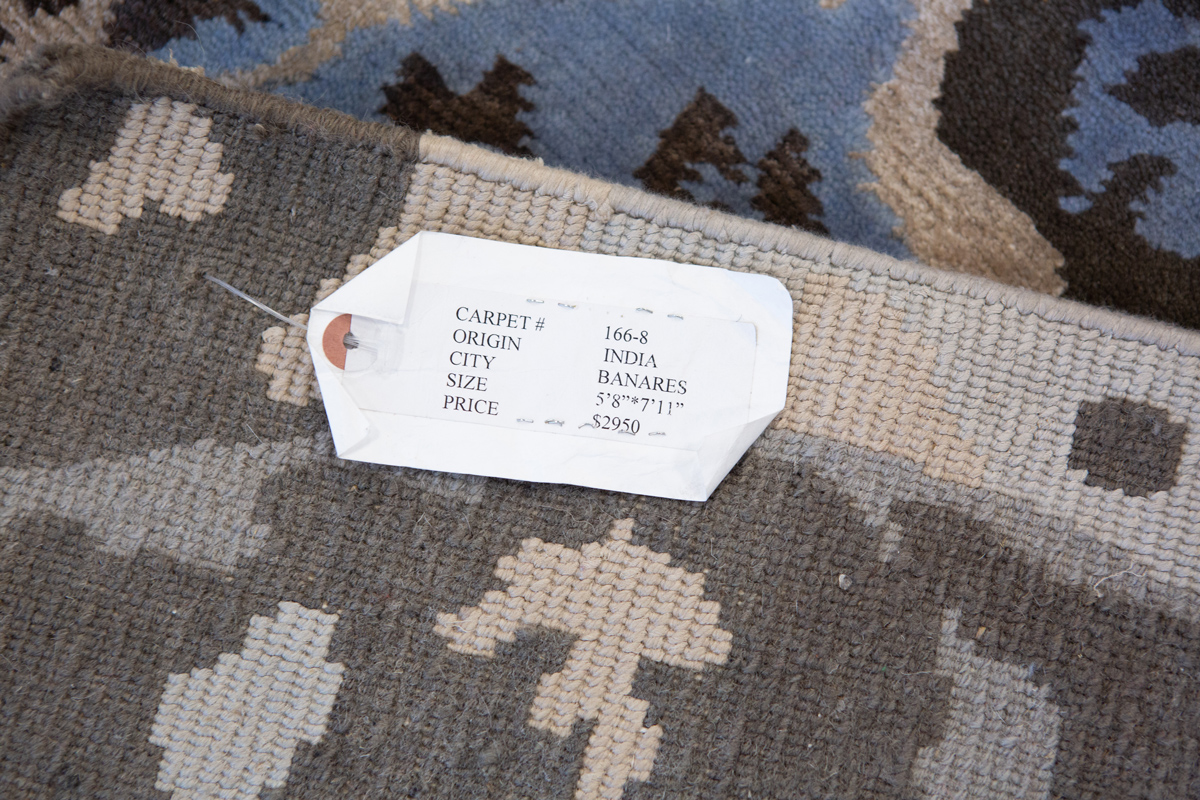 CARPET # 166-8
ORIGIN INDIA
CITY BANARES
SIZE 5’8”*7’11”
PRICE $2950